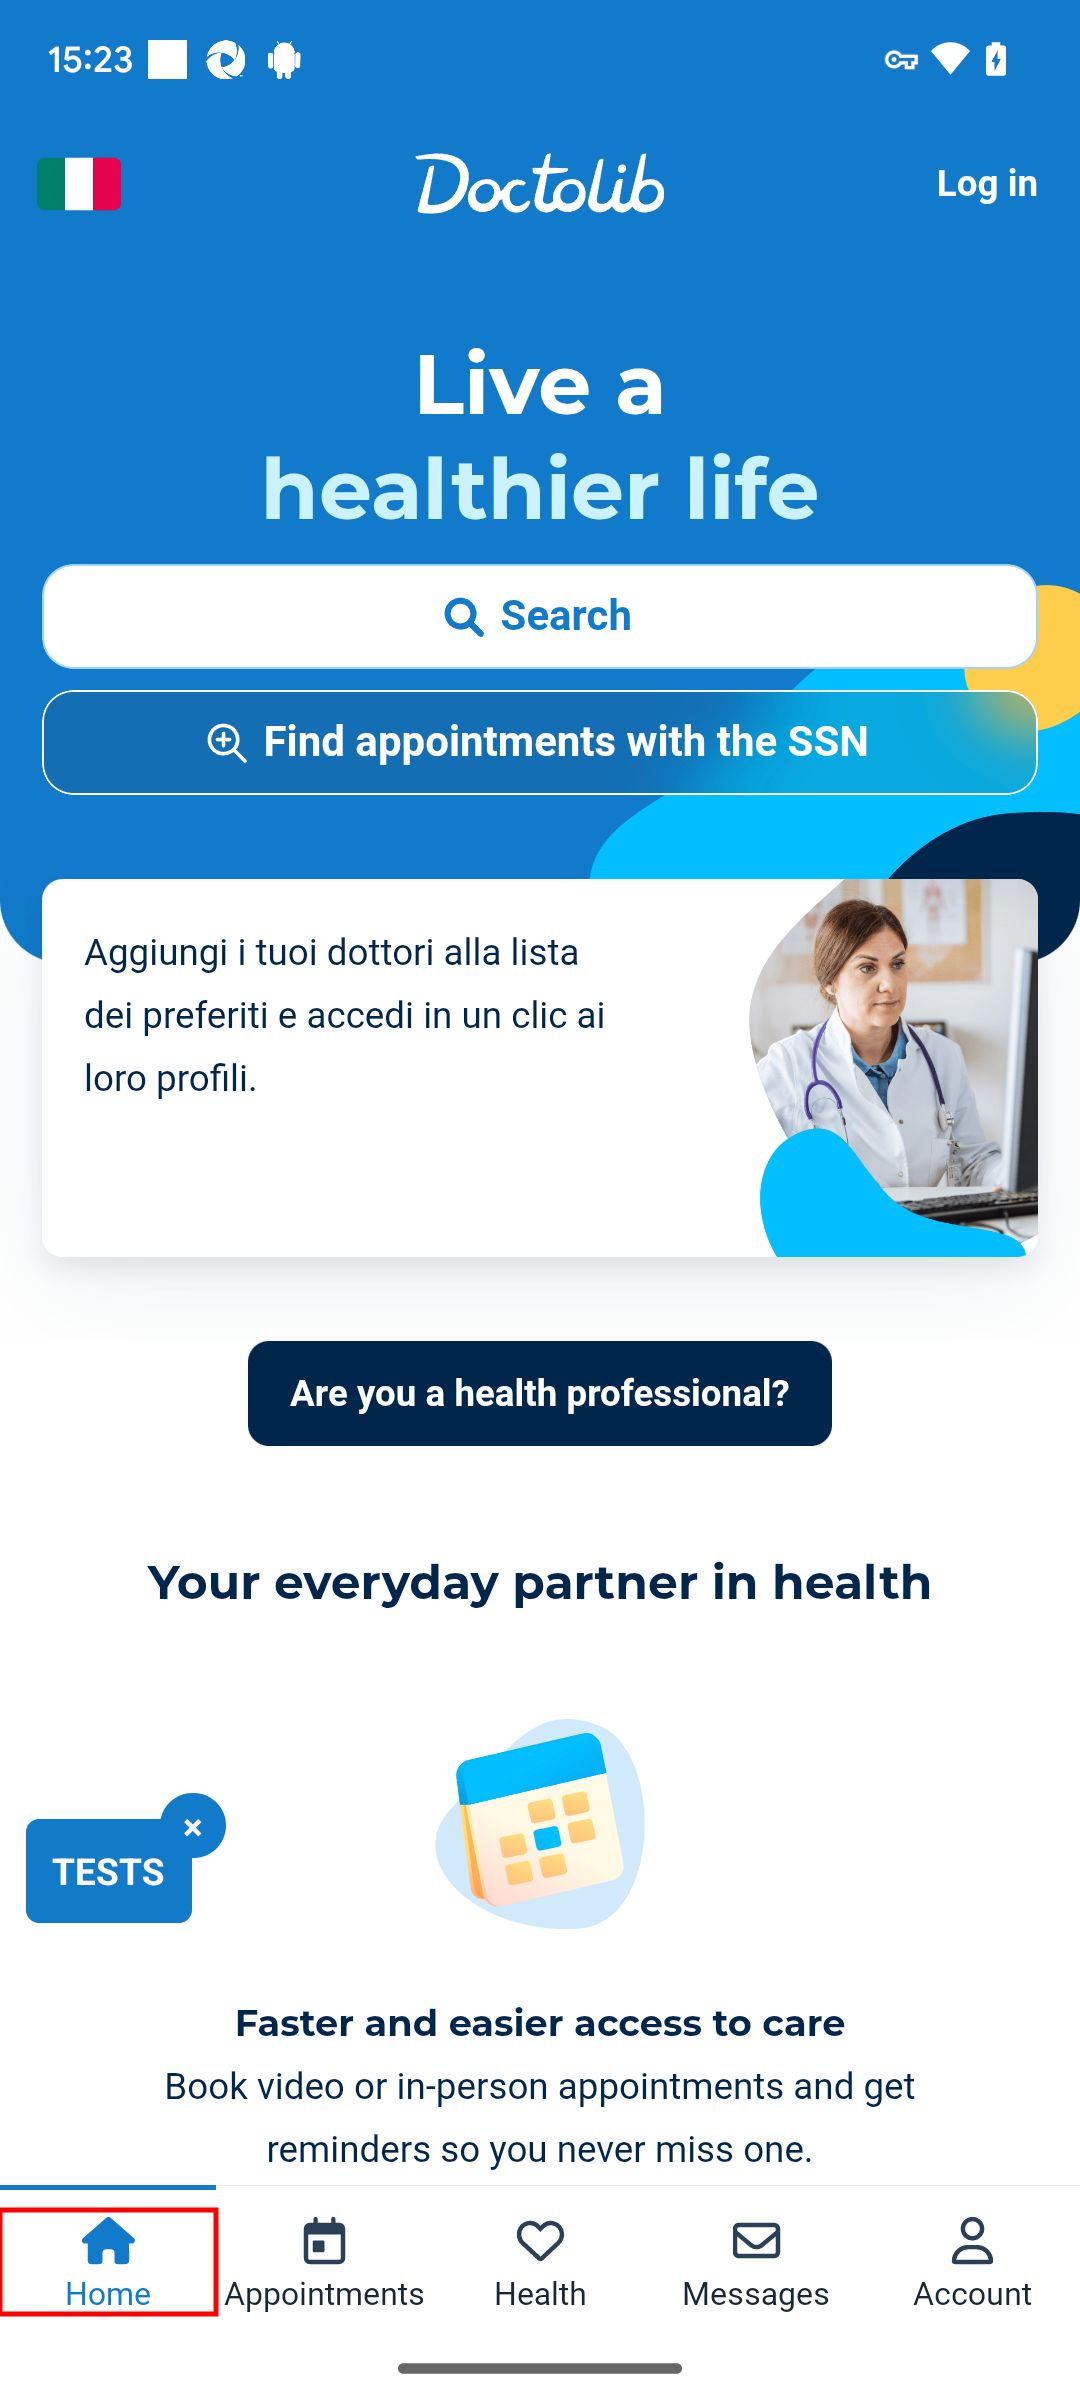 15:23
Doctolib
Log in
Live a
healthier life
Search
Find appointments with the SSN
Aggiungi i tuoi dottori alla lista
dei preferiti e accedi in un clic ai
loro profili.
Are you a health professional?
Your everyday partner in health
×
TESTS
Faster and easier access to care
Book video or in-person appointments and get
reminders so you never miss one.
Home
Appointments
Health
Messages
Account